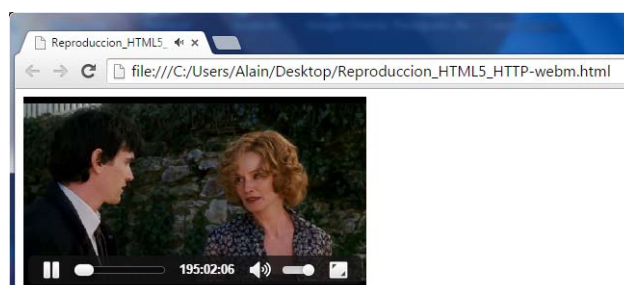 Reproduccion_HTML5_
file:///C:/Users/Alain/Desktop/Reproduccion_HTML5_HTTP-webm.html
195:02:06